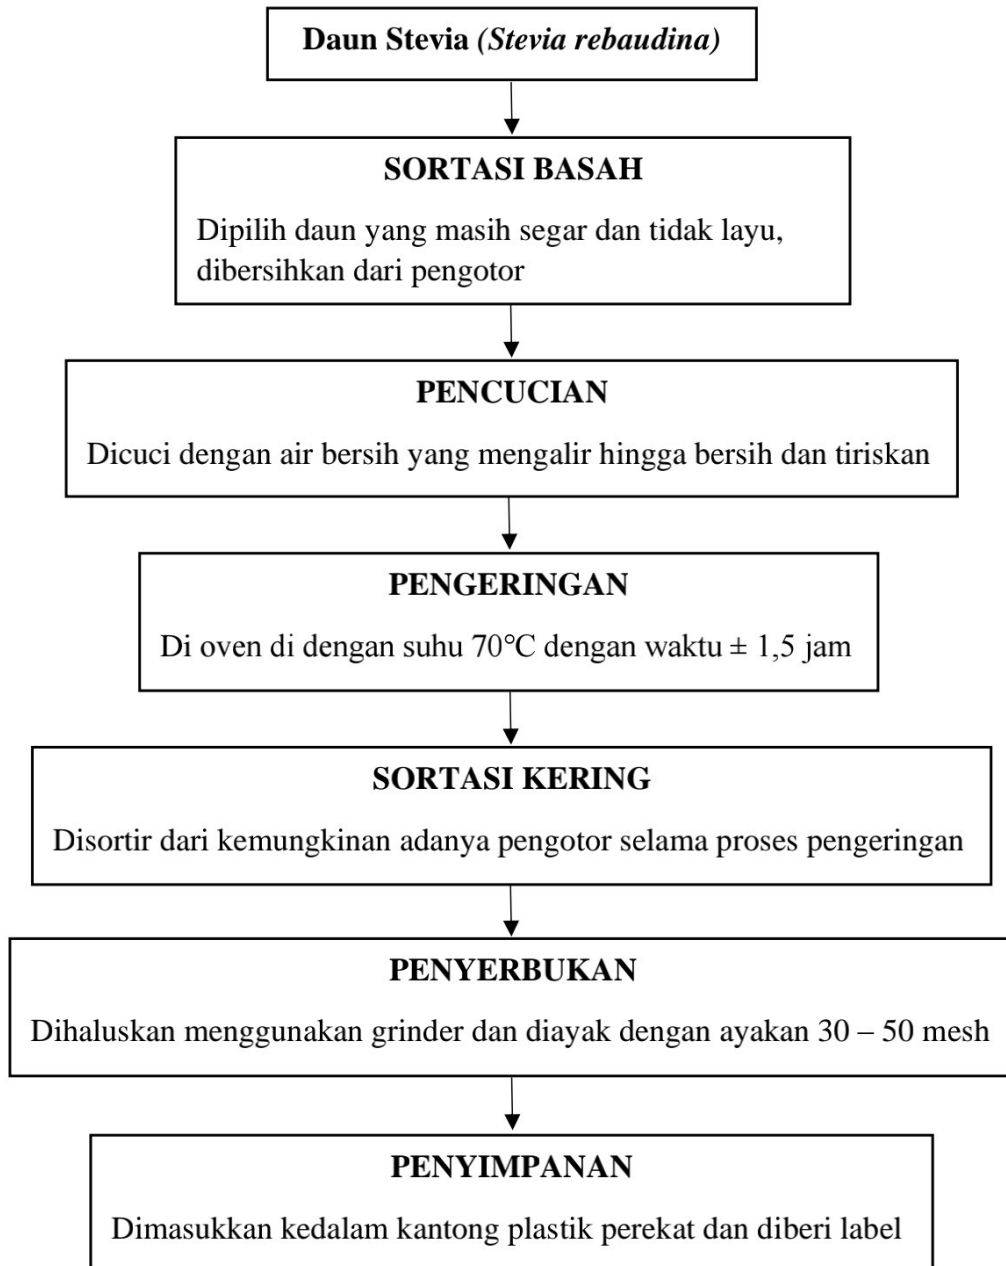 Daun Stevia (Stevia rebaudina)
SORTASI BASAH
Dipilih daun yang masih segar dan tidak layu,
dibersihkan dari pengotor
PENCUCIAN
Dicuci dengan air bersih yang mengalir hingga bersih dan tiriskan
PENGERINGAN
Di oven di dengan suhu 70°C dengan waktu ± 1,5 jam
SORTASI KERING
Disortir dari kemungkinan adanya pengotor selama proses pengeringan
PENYERBUKAN
Dihaluskan menggunakan grinder dan diayak dengan ayakan 30 – 50 mesh
PENYIMPANAN
Dimasukkan kedalam kantong plastik perekat dan diberi label